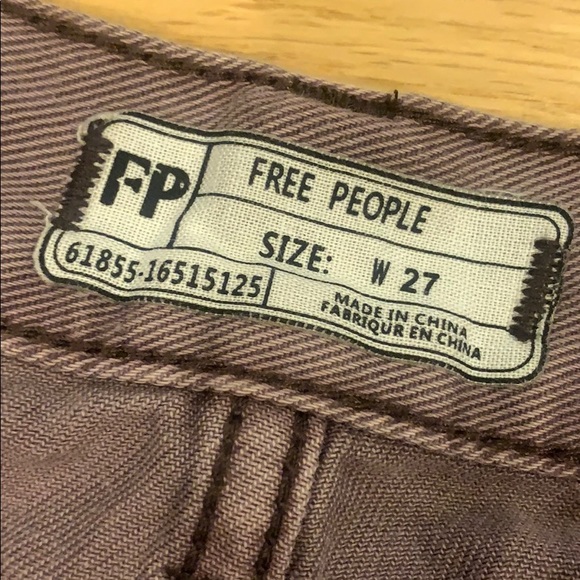 FP
FREE PEOPLE
SIZE: W 27
61855-16515125
MADE IN CHINA
FABRIQUR EN CHINA